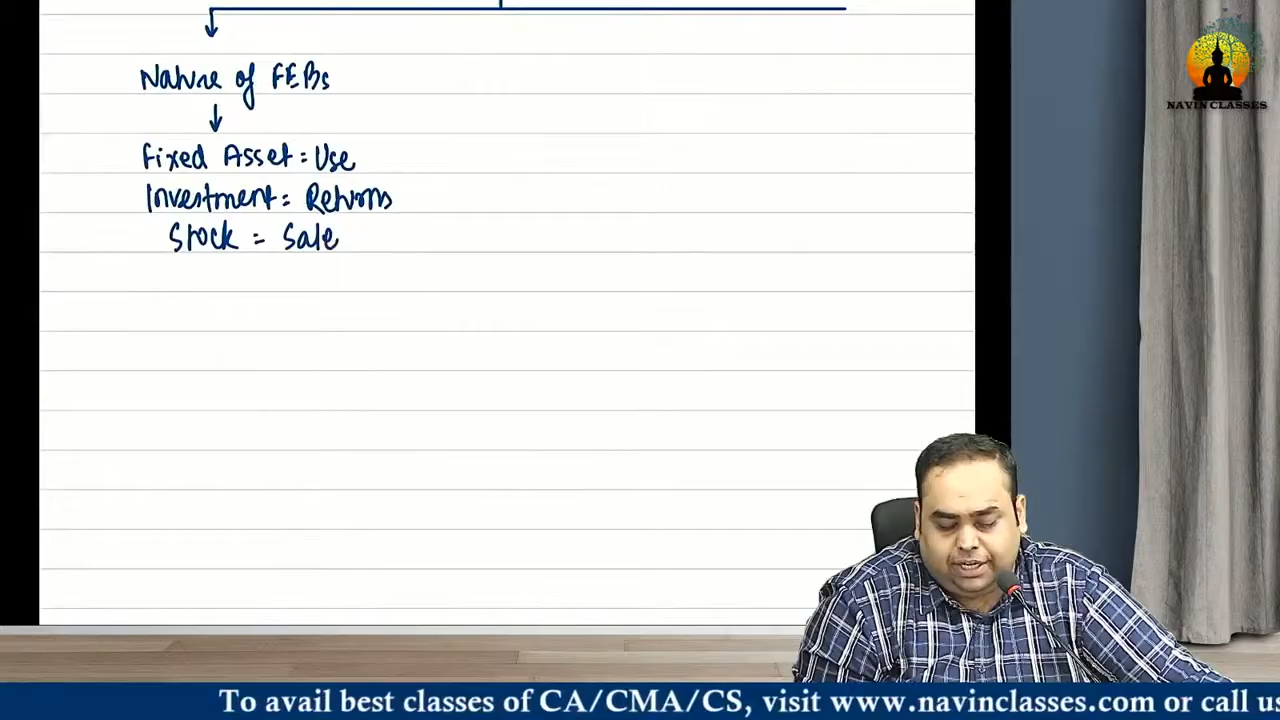 Nature of FEBs
Fixed Asset = Use
Investment = Returns
Stock = Sale
NAVIN CLASSES
To avail best classes of CA/CMA/CS, visit www.navinclasses.com or call us